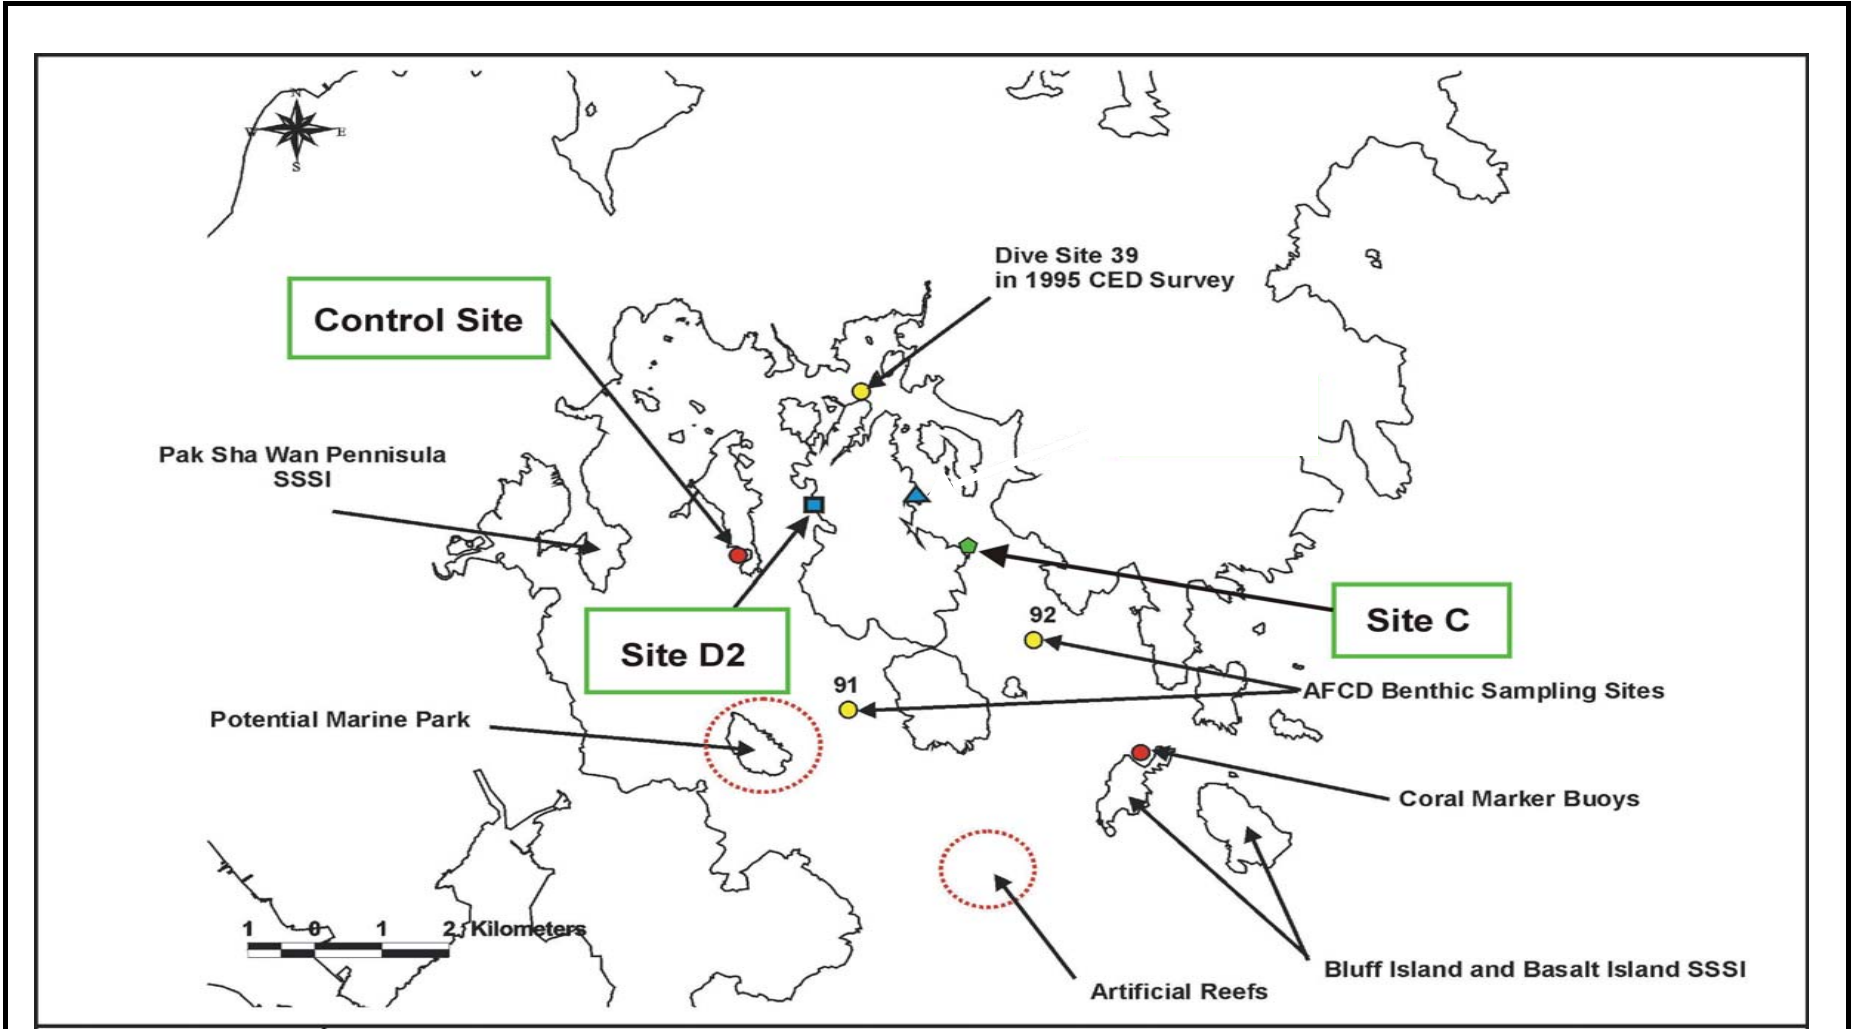 N
W E
S
Dive Site 39
in 1995 CED Survey
Control Site
Pak Sha Wan Pennisula
SSSI
Site C
92
Site D2
91
AFCD Benthic Sampling Sites
Potential Marine Park
Coral Marker Buoys
1 0 1 2 Kilometers
Bluff Island and Basalt Island SSSI
Artificial Reefs